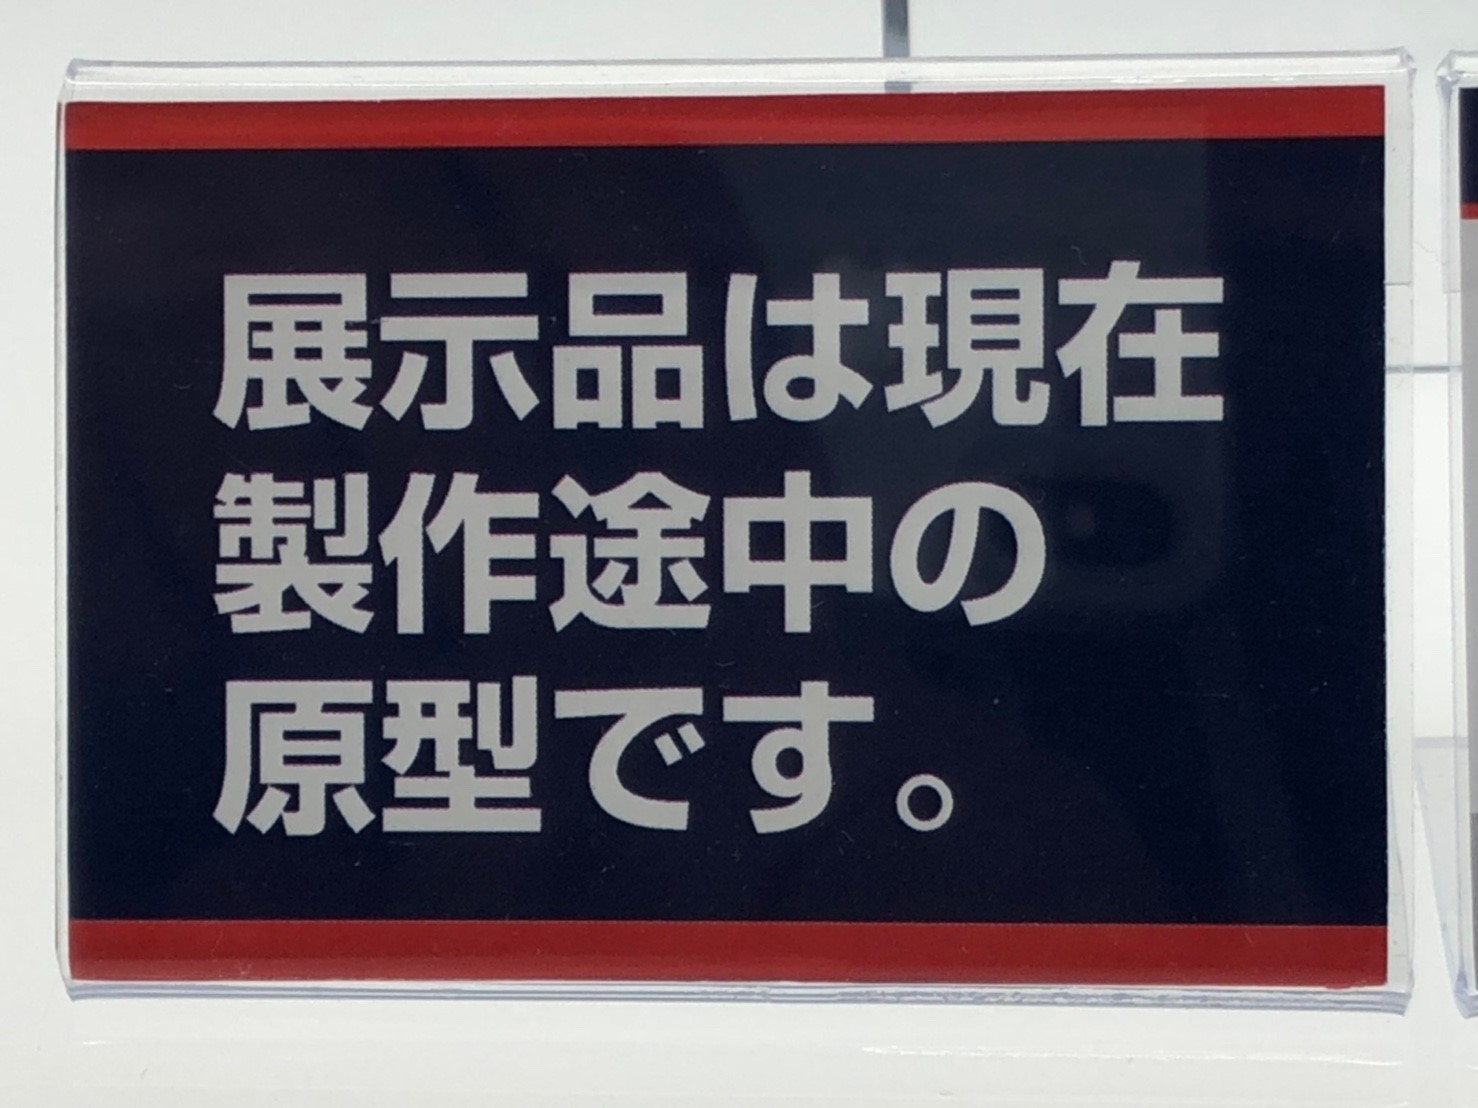 展示品は現在
製作途中の
原型です。